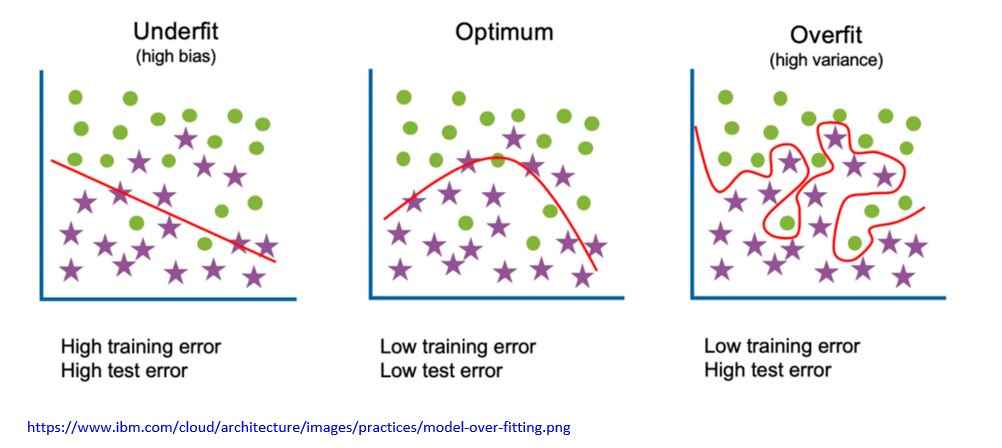 Underfit
(high bias)
Optimum
Overfit
(high variance)
High training error
High test error
Low training error
Low test error
Low training error
High test error
https://www.ibm.com/cloud/architecture/images/practices/model-over-fitting.png